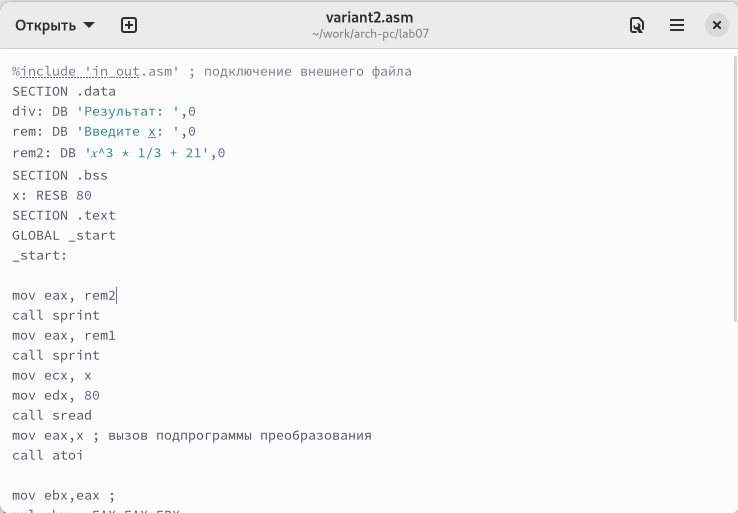 Открыть
variant2.asm
~/work/arch-pc/lab07
%include 'in_out.asm' ; подключение внешнего файла
SECTION .data
div: DB 'Результат: ',0
rem: DB 'Введите x: ',0
rem2: DB '𝑥^3 * 1/3 + 21',0
SECTION .bss
x: RESB 80
SECTION .text
GLOBAL _start
_start:
mov eax, rem2
call sprint
mov eax, rem1
call sprint
mov ecx, x
mov edx, 80
call sread
mov eax,x ; вызов подпрограммы преобразования
call atoi
mov ebx,eax ;